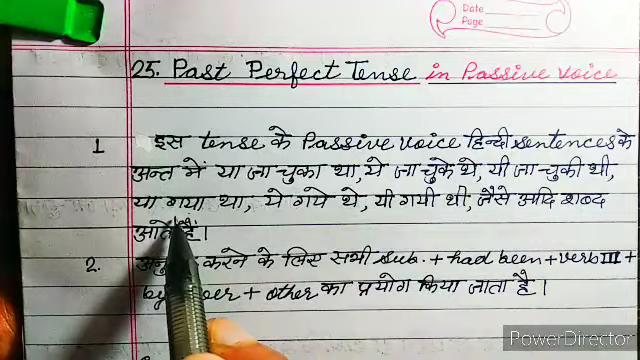 Date
Page
25. Past Perfect Tense in Passive Voice
1 इस tense के Passive voice हिन्दी sentences के
अन्त में या जा चुका था, ये जा चुके थे, यी जा चुकी थी,
या गया था, ये गये थे, यी गयी थी, जैसे आदि शब्द
आते हैं।
2. करने के लिए सभी sub. + had been + verb III +
by + other का प्रयोग किया जाता है।
PowerDirector